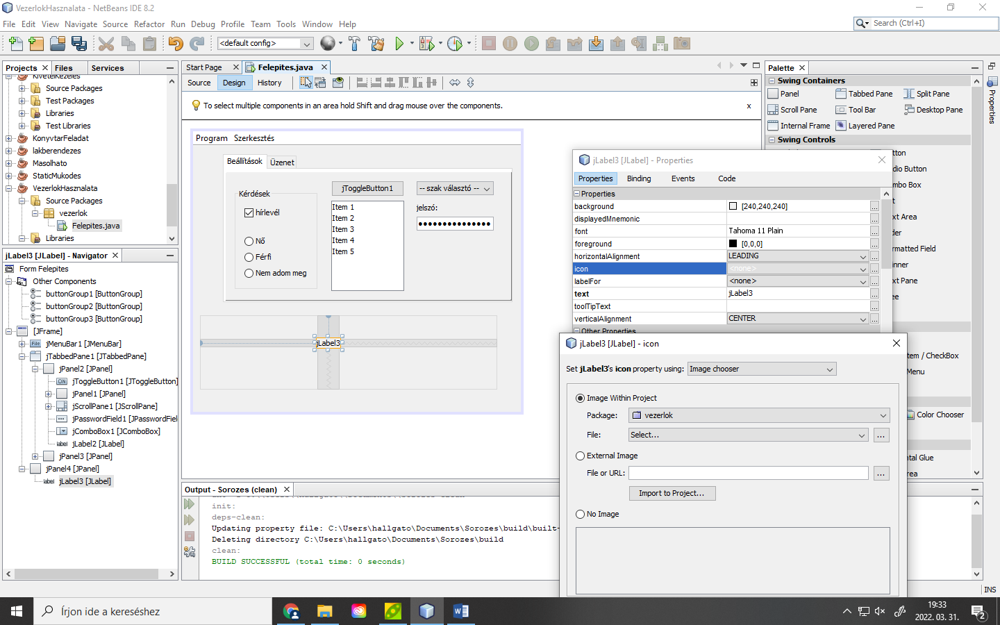 VezerlokHasznalata - NetBeans IDE 8.2
File Edit View Navigate Source Refactor Run Debug Profile Team Tools Window Help
Search (Ctrl+I)
<default config>
Projects Files Services
KivetelKezeles
Source Packages
Test Packages
Libraries
Test Libraries
KonyvtarFeladat
lakberendezes
Masolhato
StaticMukodes
VezerlokHasznalata
Source Packages
vezerlok
Felepites.java
Libraries
jLabel3 [JLabel] - Navigator
Form Felepites
Other Components
buttonGroup1 [ButtonGroup]
buttonGroup2 [ButtonGroup]
buttonGroup3 [ButtonGroup]
[JFrame]
jMenuBar1 [JMenuBar]
jTabbedPane1 [JTabbedPane]
jPanel2 [JPanel]
jToggleButton1 [JToggleButton]
jPanel1 [JPanel]
jScrollPane1 [JScrollPane]
jPasswordField1 [JPasswordFiel
jComboBox1 [JComboBox]
jLabel2 [JLabel]
jPanel3 [JPanel]
jPanel4 [JPanel]
jLabel3 [JLabel]
Start Page Felepites.java
Source Design History
To select multiple components in an area hold Shift and drag mouse over the components. x
Program Szerkesztés
Beállítások Üzenet
Kérdések
hírlevél
Nő
Férfi
Nem adom meg
jToggleButton1
Item 1
Item 2
Item 3
Item 4
Item 5
-- szak választó --
jelszó:
jLabel3
Output - Sorozes (clean)
init:
deps-clean:
Updating property file: C:\Users\hallgato\Documents\Sorozes\build\built-
Deleting directory C:\Users\hallgato\Documents\Sorozes\build
clean:
BUILD SUCCESSFUL (total time: 0 seconds)
Palette
Swing Containers
Panel Tabbed Pane Split Pane
Scroll Pane Tool Bar Desktop Pane
Internal Frame Layered Pane
Swing Controls
Properties
jLabel3 [JLabel] - Properties
Properties Binding Events Code
Properties
background [240,240,240] ...
displayedMnemonic ...
font Tahoma 11 Plain ...
foreground [0,0,0] ...
horizontalAlignment LEADING ...
icon <none> ...
labelFor <none> ...
text jLabel3 ...
toolTipText ...
verticalAlignment CENTER ...
Other Properties
tton
dio Button
mbo Box
t
xt Area
der
rmatted Field
inner
xt Pane
ee
tem / CheckBox
Menu
Color Chooser
tal Glue
rea
jLabel3 [JLabel] - icon
Set jLabel3's icon property using: Image chooser
Image Within Project
Package: vezerlok
File: Select... ...
External Image
File or URL: ...
Import to Project...
No Image
INS
Írjon ide a kereséshez
19:33
2022. 03. 31.
2